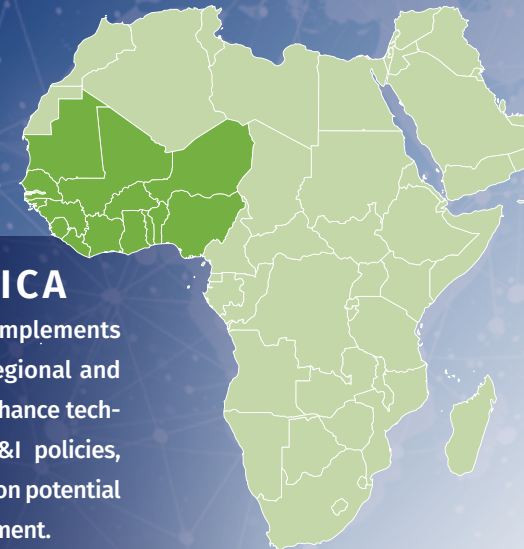 ICA
mplements
egional and
hance tech-
&I policies,
on potential
ment.